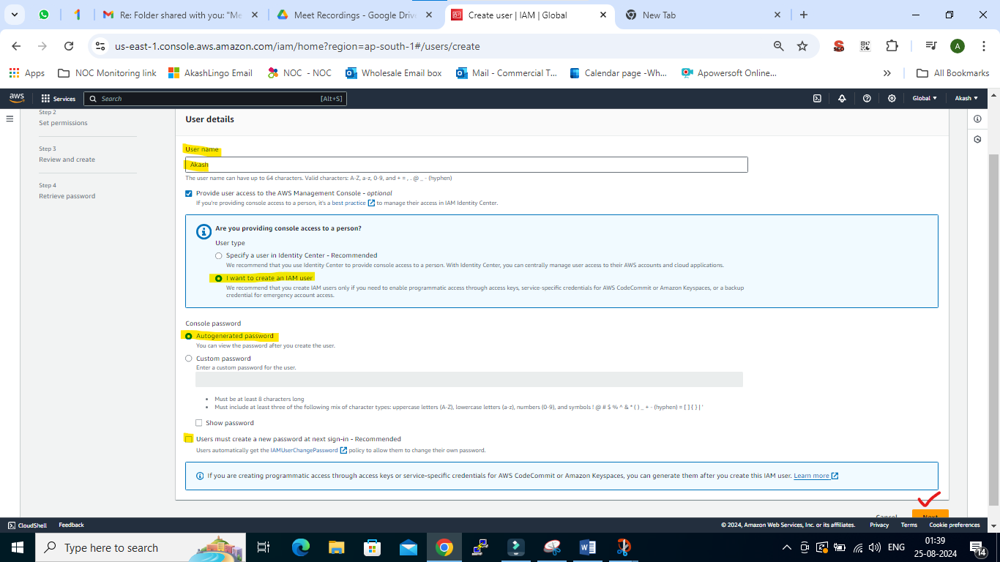 Re: Folder shared with you: "Me
Meet Recordings - Google Drive
Create user | IAM | Global
New Tab
us-east-1.console.aws.amazon.com/iam/home?region=ap-south-1#/users/create
SEO
A
Apps
NOC Monitoring link
AkashLingo Email
NOC - NOC
Wholesale Email box
Mail - Commercial T...
Calendar page -Wh...
Apowersoft Online...
All Bookmarks
aws
Services
Search
[Alt+S]
Global
Akash
Step 2
Set permissions
Step 3
Review and create
Step 4
Retrieve password
User details
User name
Akash
The user name can have up to 64 characters. Valid characters: A-Z, a-z, 0-9, and + = , . @ _ - (hyphen)
Provide user access to the AWS Management Console - optional
If you're providing console access to a person, it's a best practice to manage their access in IAM Identity Center.
Are you providing console access to a person?
User type
Specify a user in Identity Center - Recommended
We recommend that you use Identity Center to provide console access to a person. With Identity Center, you can centrally manage user access to their AWS accounts and cloud applications.
I want to create an IAM user
We recommend that you create IAM users only if you need to enable programmatic access through access keys, service-specific credentials for AWS CodeCommit or Amazon Keyspaces, or a backup
credential for emergency account access.
Console password
Autogenerated password
You can view the password after you create the user.
Custom password
Enter a custom password for the user.
Must be at least 8 characters long
Must include at least three of the following mix of character types: uppercase letters (A-Z), lowercase letters (a-z), numbers (0-9), and symbols ! @ # $ % ^ & * ( ) _ + - (hyphen) = [ ] { } | '
Show password
Users must create a new password at next sign-in - Recommended
Users automatically get the IAMUserChangePassword policy to allow them to change their own password.
If you are creating programmatic access through access keys or service-specific credentials for AWS CodeCommit or Amazon Keyspaces, you can generate them after you create this IAM user. Learn more
Cancel
Next
CloudShell
Feedback
© 2024, Amazon Web Services, Inc. or its affiliates.
Privacy
Terms
Cookie preferences
Type here to search
ENG
01:39
25-08-2024
14